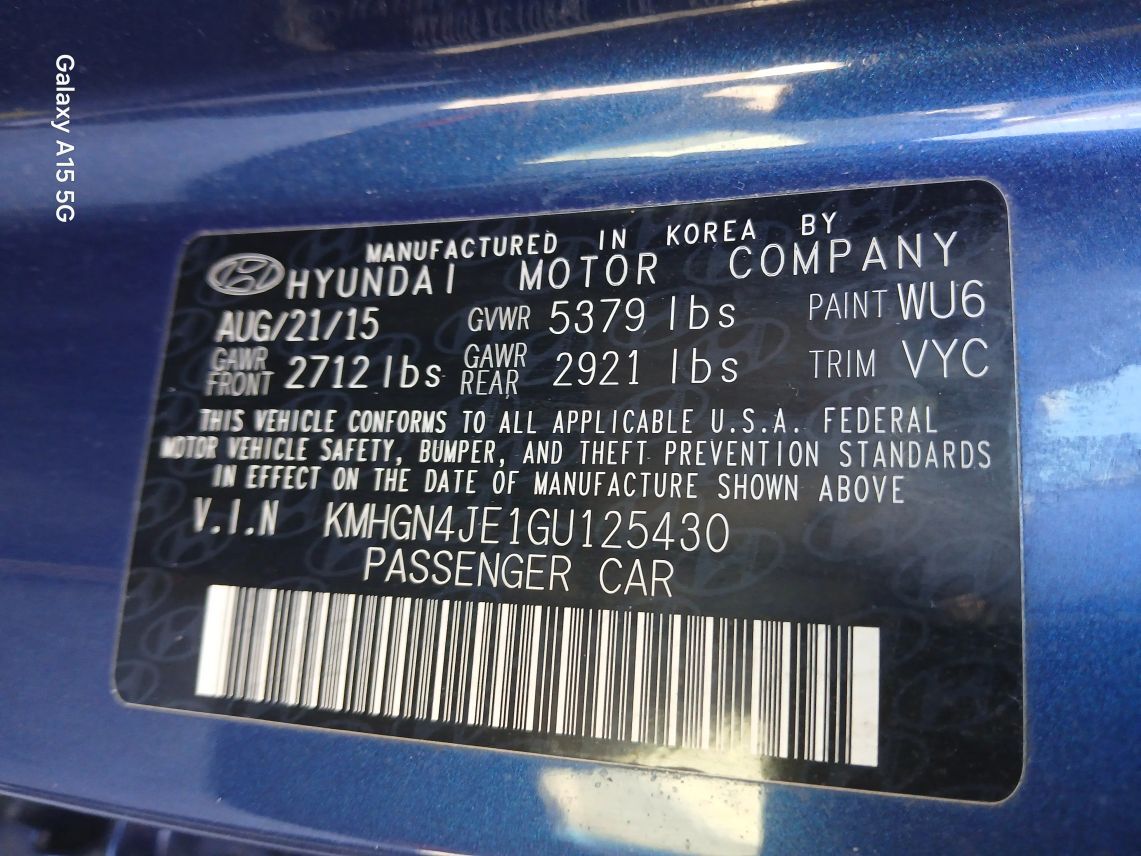 Galaxy A15 5G
MANUFACTURED IN KOREA BY
HYUNDAI MOTOR COMPANY
AUG/21/15 GVWR 5379 lbs PAINT WU6
GAWR FRONT 2712 lbs GAWR REAR 2921 lbs TRIM VYC
THIS VEHICLE CONFORMS TO ALL APPLICABLE U.S.A. FEDERAL
MOTOR VEHICLE SAFETY, BUMPER, AND THEFT PREVENTION STANDARDS
IN EFFECT ON THE DATE OF MANUFACTURE SHOWN ABOVE
V.I.N KMHGN4JE1GU125430
PASSENGER CAR